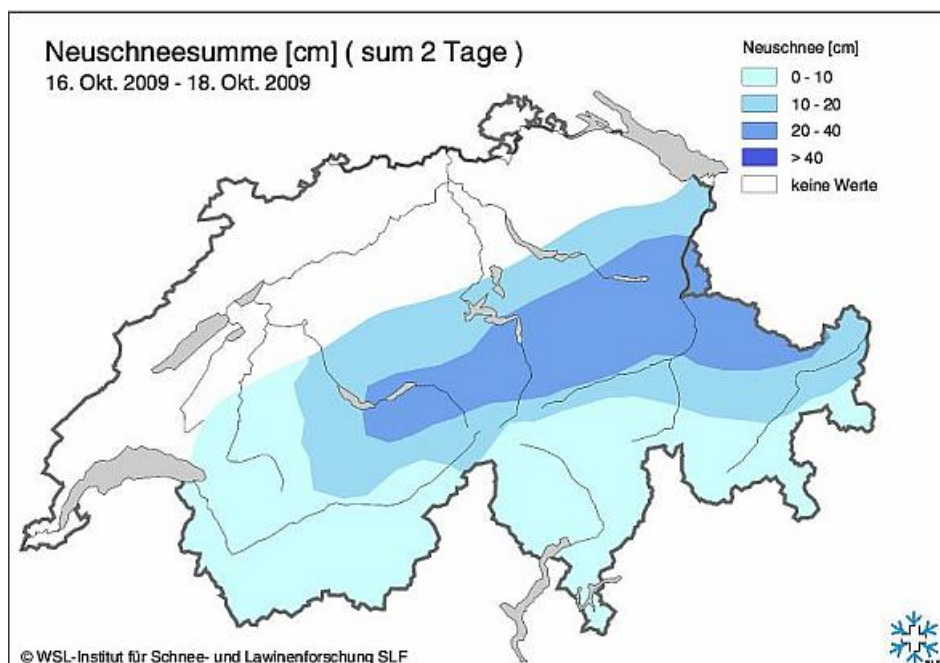 Neuschneesumme [cm] ( sum 2 Tage )
16. Okt. 2009 - 18. Okt. 2009
Neuschnee [cm]
0 - 10
10 - 20
20 - 40
> 40
keine Werte
© WSL-Institut für Schnee- und Lawinenforschung SLF